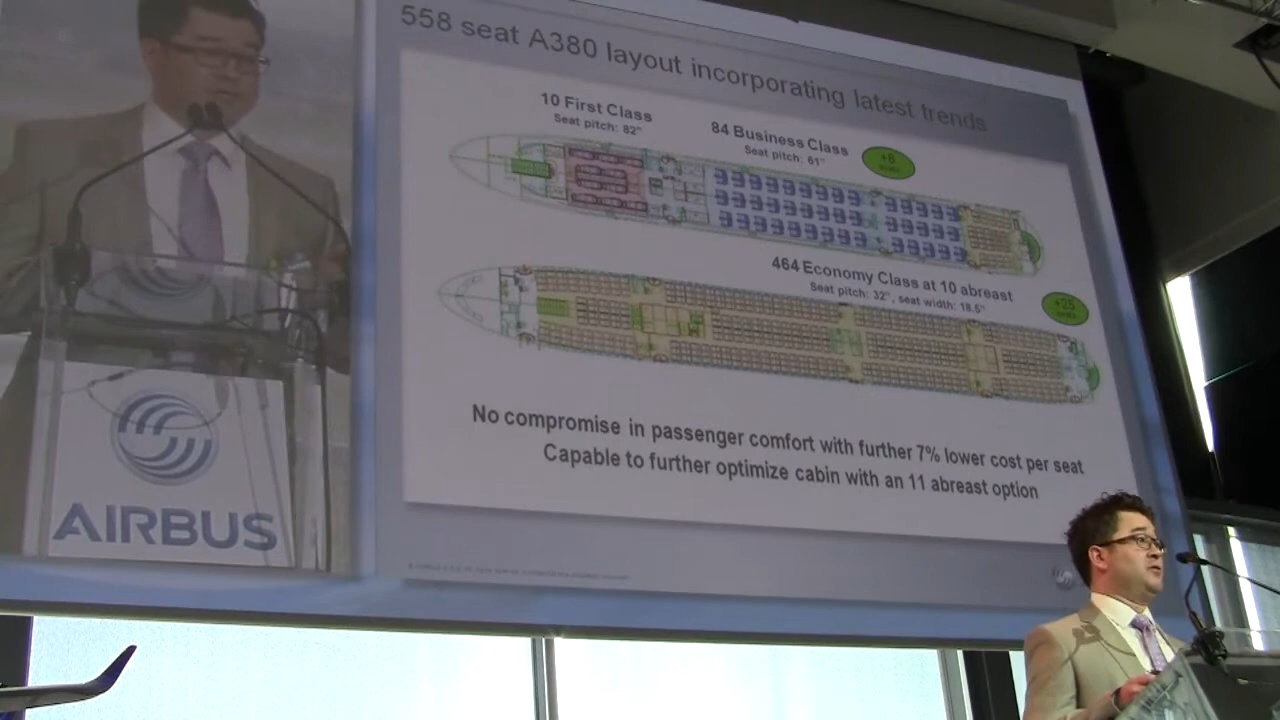 558 seat A380 layout incorporating latest trends
10 First Class
Seat pitch: 82"
84 Business Class
Seat pitch: 61"
+6
464 Economy Class at 10 abreast
Seat pitch: 32", seat width: 18.5"
+25
No compromise in passenger comfort with further 7% lower cost per seat
Capable to further optimize cabin with an 11 abreast option
AIRBUS